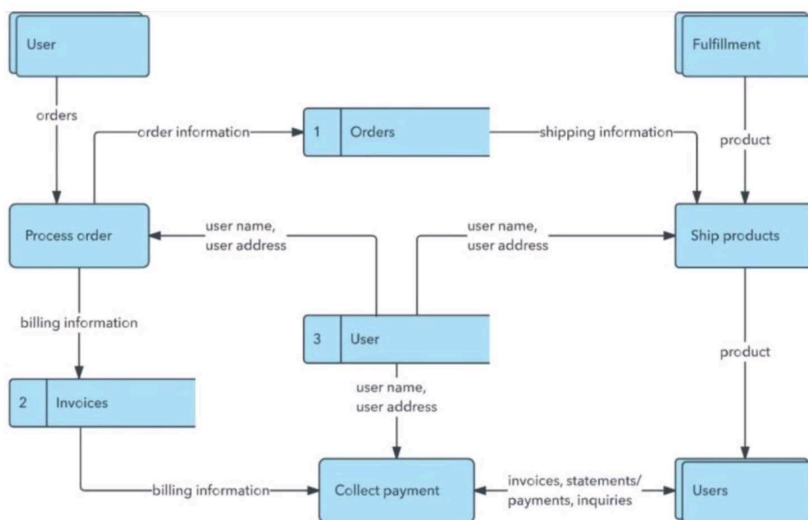 User
Fulfillment
orders
order information
1 Orders
shipping information
product
Process order
user name,
user address
user name,
user address
Ship products
billing information
3 User
product
user name,
user address
2 Invoices
billing information
Collect payment
invoices, statements/
payments, inquiries
Users